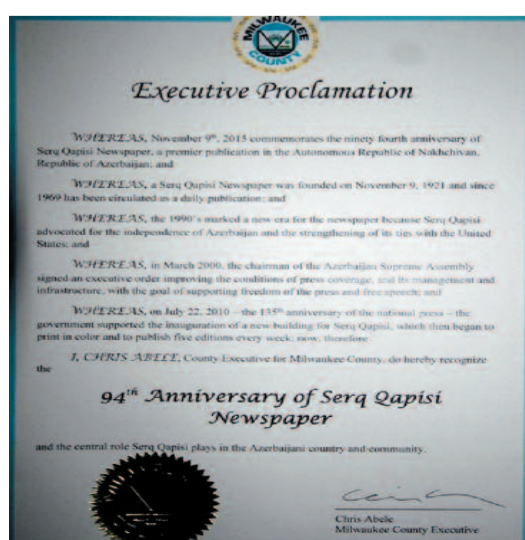 MILWAUKEE
COUNTY
Executive Proclamation
WHEREAS, November 9th, 2015 commemorates the ninety fourth anniversary of
Serq Qapisi Newspaper, a premier publication in the Autonomous Republic of Nakhchivan,
Republic of Azerbaijan; and
WHEREAS, a Serq Qapisi Newspaper was founded on November 9, 1921 and since
1969 has been circulated as a daily publication; and
WHEREAS, the 1990's marked a new era for the newspaper because Serq Qapisi
advocated for the independence of Azerbaijan and the strengthening of its ties with the United
States; and
WHEREAS, in March 2000, the chairman of the Azerbaijan Supreme Assembly
signed an executive order improving the conditions of press coverage, and its management and
infrastructure, with the goal of supporting freedom of the press and free speech; and
WHEREAS, on July 22, 2010 – the 135th anniversary of the national press – the
government supported the inauguration of a new building for Serq Qapisi, which then began to
print in color and to publish five editions every week; now, therefore
I, CHRIS ABELE, County Executive for Milwaukee County, do hereby recognize
the
94th Anniversary of Serq Qapisi
Newspaper
and the central role Serq Qapisi plays in the Azerbaijani country and community.
Chris Abele
Milwaukee County Executive